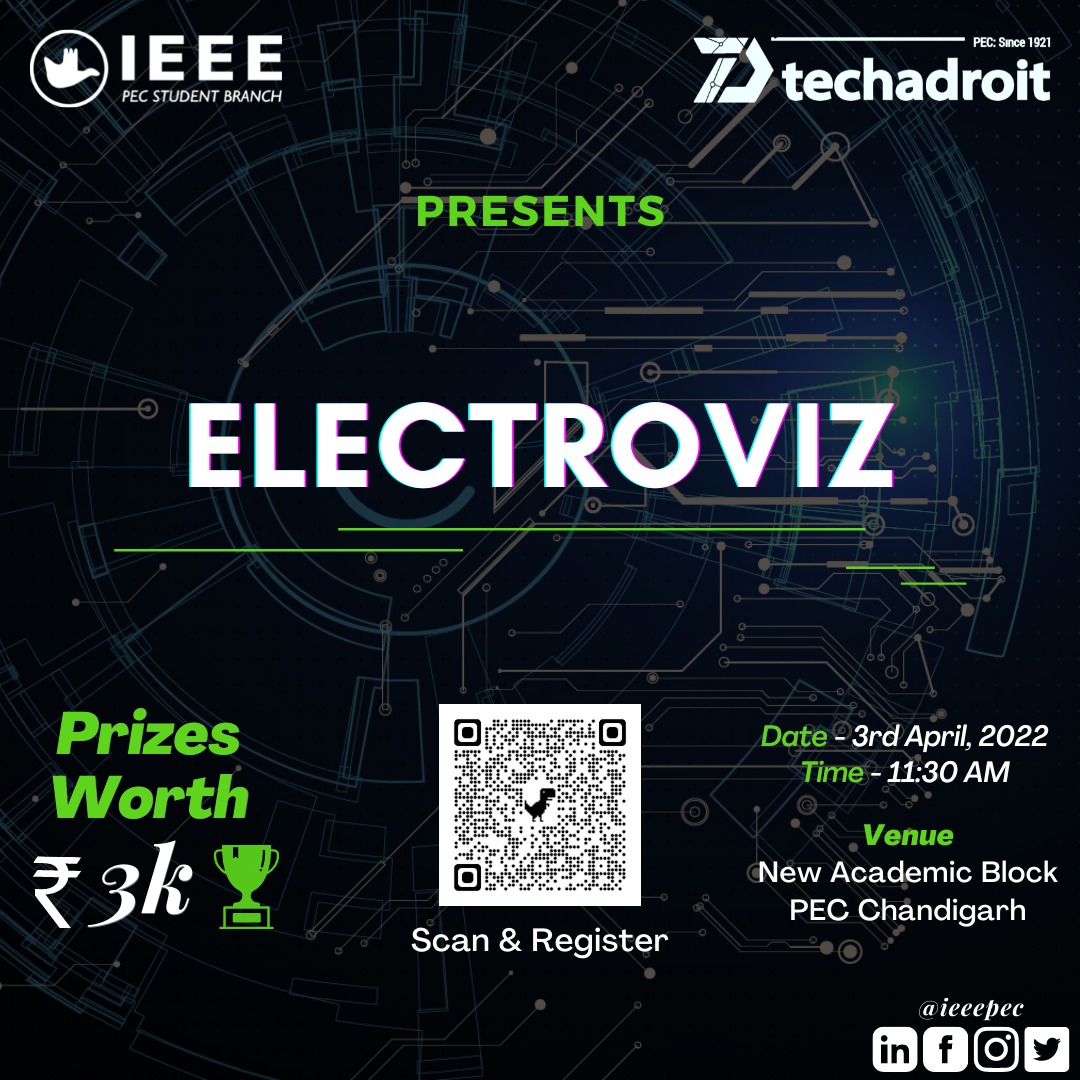 IEEE
PEC STUDENT BRANCH
PEC: Since 1921
techadroit
PRESENTS
ELECTROVIZ
Prizes
Worth
₹ 3k
Scan & Register
Date - 3rd April, 2022
Time - 11:30 AM
Venue
New Academic Block
PEC Chandigarh
@ieeepec